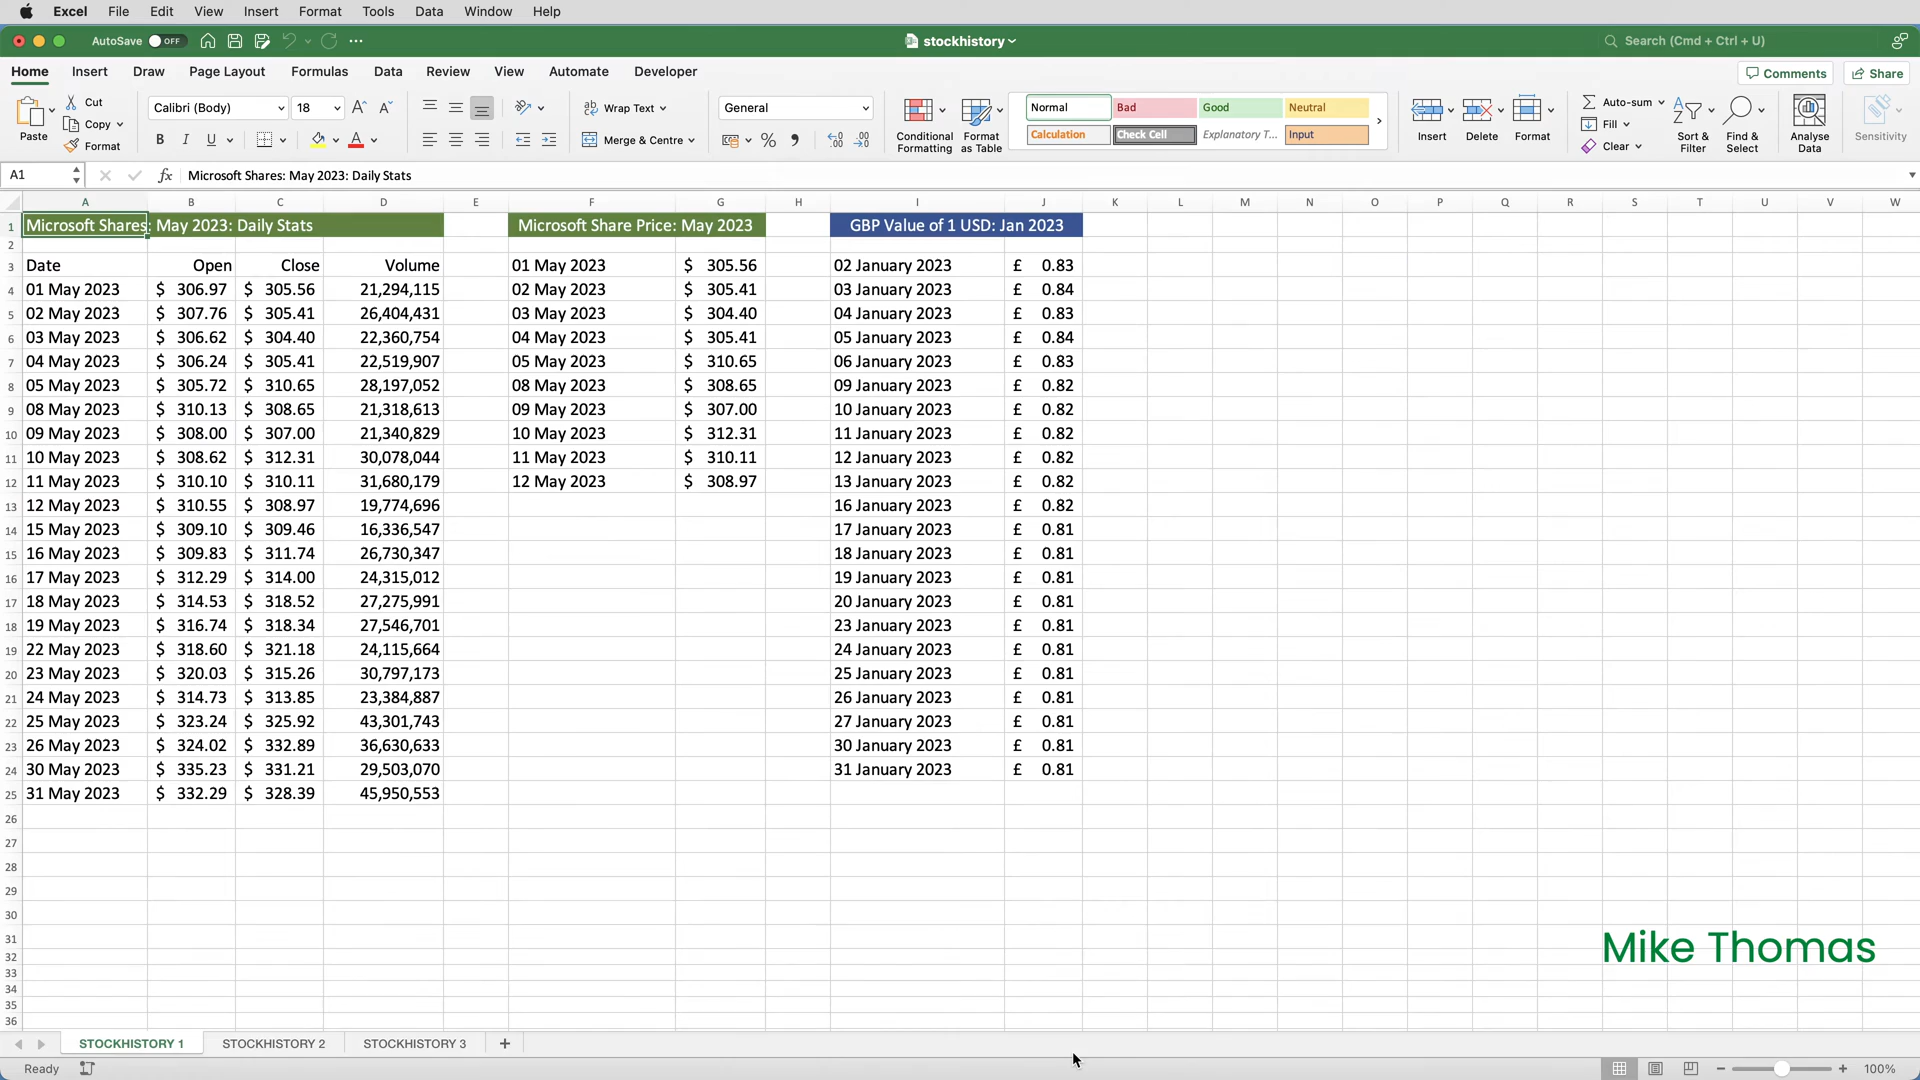 Excel File Edit View Insert Format Tools Data Window Help
AutoSave OFF stockhistory Search (Cmd + Ctrl + U)
Home Insert Draw Page Layout Formulas Data Review View Automate Developer Comments Share
Paste Cut Copy Format
Calibri (Body) 18
B I U A
Wrap Text
Merge & Centre
General
% 
Conditional Formatting
Format as Table
Normal Bad Good Neutral
Calculation Check Cell Explanatory T... Input
Insert Delete Format
Auto-sum
Fill
Clear
Sort & Filter
Find & Select
Analyse Data
Sensitivity
A1 fx Microsoft Shares: May 2023: Daily Stats
A B C D E F G H I J K L M N O P Q R S T U V W
1 Microsoft Shares: May 2023: Daily Stats Microsoft Share Price: May 2023 GBP Value of 1 USD: Jan 2023
2
3 Date Open Close Volume 01 May 2023 $ 305.56 02 January 2023 £ 0.83
4 01 May 2023 $ 306.97 $ 305.56 21,294,115 02 May 2023 $ 305.41 03 January 2023 £ 0.84
5 02 May 2023 $ 307.76 $ 305.41 26,404,431 03 May 2023 $ 304.40 04 January 2023 £ 0.83
6 03 May 2023 $ 306.62 $ 304.40 22,360,754 04 May 2023 $ 305.41 05 January 2023 £ 0.84
7 04 May 2023 $ 306.24 $ 305.41 22,519,907 05 May 2023 $ 310.65 06 January 2023 £ 0.83
8 05 May 2023 $ 305.72 $ 310.65 28,197,052 08 May 2023 $ 308.65 09 January 2023 £ 0.82
9 08 May 2023 $ 310.13 $ 308.65 21,318,613 09 May 2023 $ 307.00 10 January 2023 £ 0.82
10 09 May 2023 $ 308.00 $ 307.00 21,340,829 10 May 2023 $ 312.31 11 January 2023 £ 0.82
11 10 May 2023 $ 308.62 $ 312.31 30,078,044 11 May 2023 $ 310.11 12 January 2023 £ 0.82
12 11 May 2023 $ 310.10 $ 310.11 31,680,179 12 May 2023 $ 308.97 13 January 2023 £ 0.82
13 12 May 2023 $ 310.55 $ 308.97 19,774,696 16 January 2023 £ 0.82
14 15 May 2023 $ 309.10 $ 309.46 16,336,547 17 January 2023 £ 0.81
15 16 May 2023 $ 309.83 $ 311.74 26,730,347 18 January 2023 £ 0.81
16 17 May 2023 $ 312.29 $ 314.00 24,315,012 19 January 2023 £ 0.81
17 18 May 2023 $ 314.53 $ 318.52 27,275,991 20 January 2023 £ 0.81
18 19 May 2023 $ 316.74 $ 318.34 27,546,701 23 January 2023 £ 0.81
19 22 May 2023 $ 318.60 $ 321.18 24,115,664 24 January 2023 £ 0.81
20 23 May 2023 $ 320.03 $ 315.26 30,797,173 25 January 2023 £ 0.81
21 24 May 2023 $ 314.73 $ 313.85 23,384,887 26 January 2023 £ 0.81
22 25 May 2023 $ 323.24 $ 325.92 43,301,743 27 January 2023 £ 0.81
23 26 May 2023 $ 324.02 $ 332.89 36,630,633 30 January 2023 £ 0.81
24 30 May 2023 $ 335.23 $ 331.21 29,503,070 31 January 2023 £ 0.81
25 31 May 2023 $ 332.29 $ 328.39 45,950,553
26
27
28
29
30
31
32
33
34
35
36
Mike Thomas
STOCKHISTORY 1 STOCKHISTORY 2 STOCKHISTORY 3 +
Ready 100%